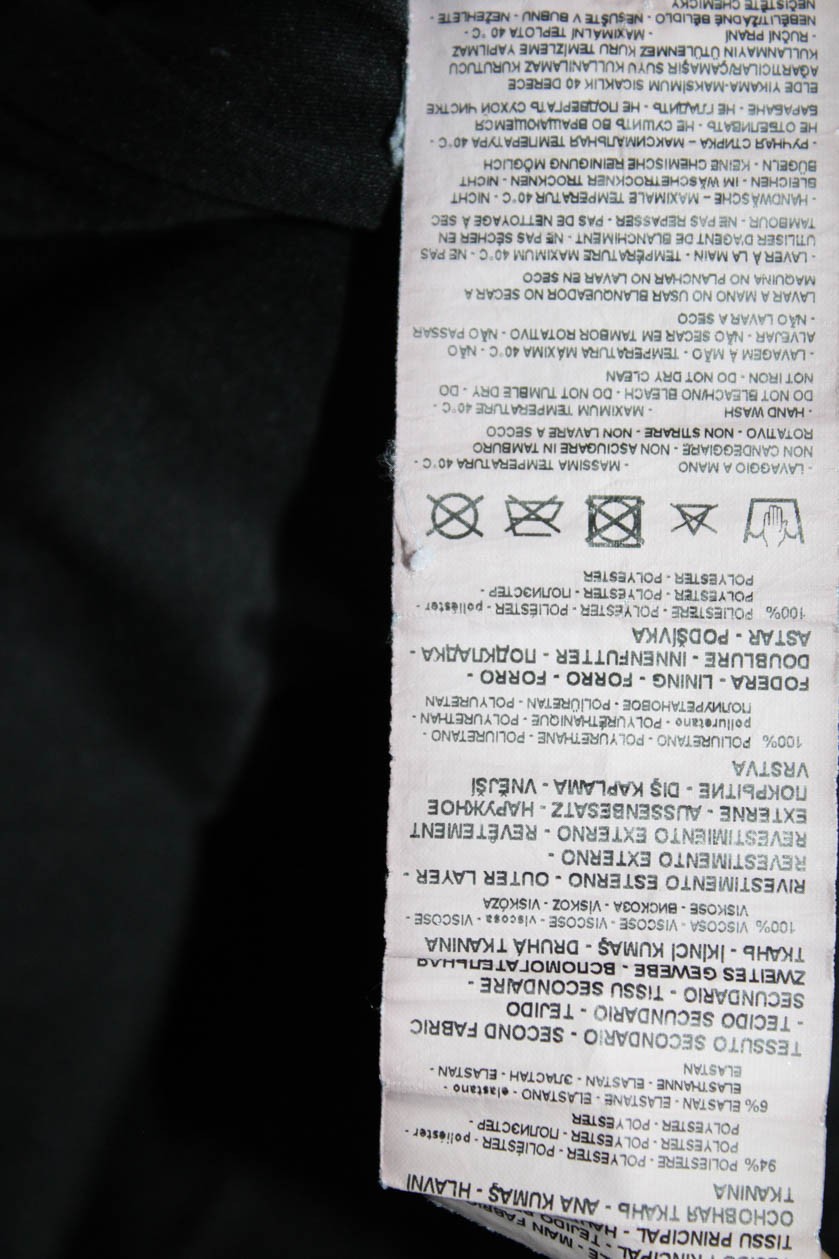 MAIN FABRIC
TISSU PRINCIPAL
ОСНОВНАЯ ТКАНЬ - ANA KUMAŞ - HLAVNÍ
TKANINA
94% POLIESTERE - POLYESTER - POLIÉSTER - poliéster -
POLYESTER - POLYESTER - ПОЛИЭСТЕР -
POLYESTER - POLYESTER
6% ELASTAN - ELASTANE - ELASTANO - elastano -
ELASTHANNE - ELASTAN - ЭЛАСТАН - ELASTAN -
ELASTAN
TESSUTO SECONDARIO - SECOND FABRIC
- TECIDO SECUNDARIO - TEJIDO
SECUNDARIO - TISSU SECONDAIRE -
ZWEITES GEWEBE - ВСПОМОГАТЕЛЬНАЯ
ТКАНЬ - İKİNCİ KUMAŞ - DRUHÁ TKANINA
100% VISCOSA - VISCOSE - VISCOSE - viscosa - VISCOSE -
VISKOSE - ВИСКОЗА - VİSKOZ - VISKÓZA
RIVESTIMENTO ESTERNO - OUTER LAYER -
REVESTIMENTO EXTERNO -
REVESTIMIENTO EXTERNO - REVÊTEMENT
EXTERNE - AUSSENBESATZ - НАРУЖНОЕ
ПОКРЫТИЕ - DIŞ KAPLAMA - VNĚJŠÍ
VRSTVA
100% POLIURETANO - POLYURETHANE - POLIURETANO -
poliuretano - POLYURÉTHANIQUE - POLYURETHAN -
ПОЛИУРЕТАНОВОЕ - POLİÜRETAN - POLYURETAN
FODERA - LINING - FORRO - FORRO -
DOUBLURE - INNENFUTTER - ПОДКЛАДКА -
ASTAR - PODŠÍVKA
100% POLIESTERE - POLYESTER - POLIÉSTER - poliéster -
POLYESTER - POLYESTER - ПОЛИЭСТЕР -
POLYESTER - POLYESTER
- LAVAGGIO A MANO - MASSIMA TEMPERATURA 40°C -
NON CANDEGGIARE - NON ASCIUGARE IN TAMBURO
ROTATIVO - NON STIRARE - NON LAVARE A SECCO
- HAND WASH - MAXIMUM TEMPERATURE 40°C -
DO NOT BLEACH/NO BLEACH - DO NOT TUMBLE DRY - DO
NOT IRON - DO NOT DRY CLEAN
- LAVAGEM À MÃO - TEMPERATURA MÁXIMA 40°C - NÃO
ALVEJAR - NÃO SECAR EM TAMBOR ROTATIVO - NÃO PASSAR
- NÃO LAVAR A SECO
LAVAR A MANO NO USAR BLANQUEADOR NO SECAR A
MAQUINA NO PLANCHAR NO LAVAR EN SECO
- LAVER À LA MAIN - TEMPÉRATURE MAXIMUM 40°C - NE PAS
UTILISER D'AGENT DE BLANCHIMENT - NE PAS SÉCHER EN
TAMBOUR - NE PAS REPASSER - PAS DE NETTOYAGE À SEC
- HANDWÄSCHE – MAXIMALE TEMPERATUR 40°C - NICHT
BLEICHEN - IM WÄSCHETROCKNER TROCKNEN - NICHT
BÜGELN - KEINE CHEMISCHE REINIGUNG MÖGLICH
- РУЧНАЯ СТИРКА – МАКСИМАЛЬНАЯ ТЕМПЕРАТУРА 40°C -
НЕ ОТБЕЛИВАТЬ - НЕ СУШИТЬ ВО ВРАЩАЮЩЕМСЯ
БАРАБАНЕ - НЕ ГЛАДИТЬ - НЕ ПОДВЕРГАТЬ СУХОЙ ЧИСТКЕ
ELDE YIKAMA-MAKSİMUM SICAKLIK 40 DERECE
AĞARTICILAR/ÇAMAŞIR SUYU KULLANILAMAZ KURUTUCU
KULLANMAYIN ÜTÜLENMEZ KURU TEMİZLEME YAPILMAZ
- RUČNÍ PRANÍ - MAXIMÁLNÍ TEPLOTA 40 °C -
NEBĚLIT/ŽÁDNÉ BĚLIDLO - NESUŠTE V BUBNU - NEŽEHLETE -
NEČISTĚTE CHEMICKY